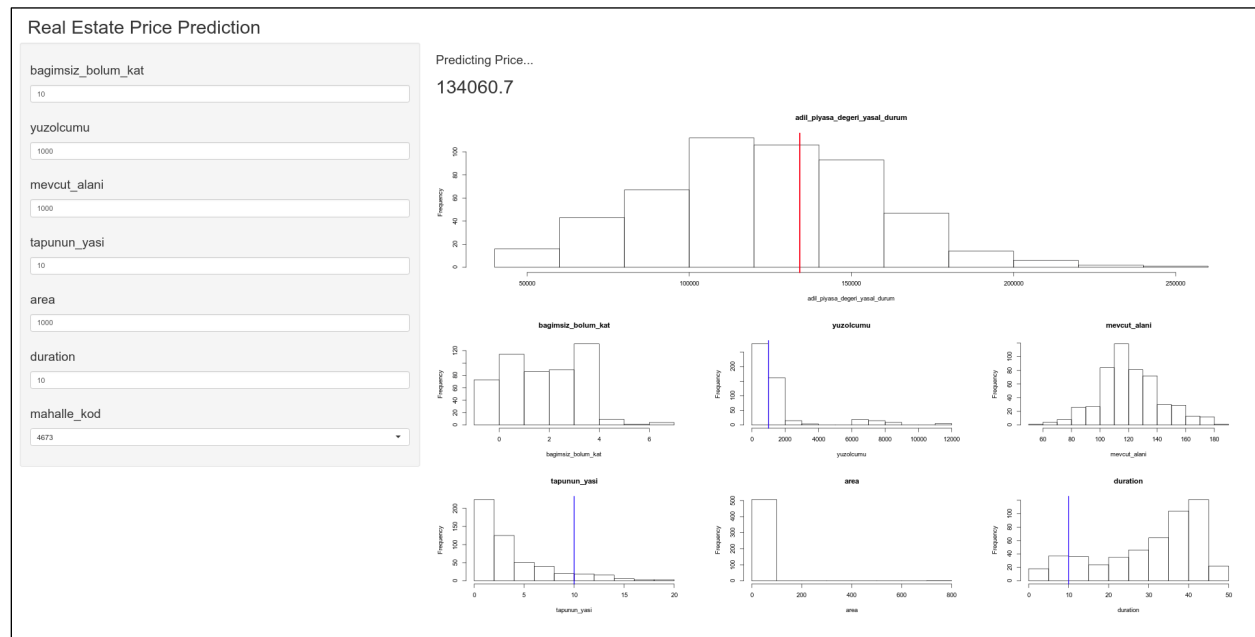 Real Estate Price Prediction
bagimsiz_bolum_kat
10
yuzolcumu
1000
mevcut_alani
1000
tapunun_yasi
10
area
1000
duration
10
mahalle_kod
4673
Predicting Price...
134060.7
adil_piyasa_degeri_yasal_durum
Frequency
0 20 40 60 80 100
50000 100000 150000 200000 250000
adil_piyasa_degeri_yasal_durum
bagimsiz_bolum_kat
Frequency
0 20 40 60 80 120
0 2 4 6
bagimsiz_bolum_kat
yuzolcumu
Frequency
0 50 100 200
0 2000 4000 6000 8000 10000 12000
yuzolcumu
mevcut_alani
Frequency
0 20 40 60 80 100
60 80 100 120 140 160 180
mevcut_alani
tapunun_yasi
Frequency
0 50 100 150 200
0 5 10 15 20
tapunun_yasi
area
Frequency
0 100 200 300 400 500
0 200 400 600 800
area
duration
Frequency
0 20 40 60 80 100
0 10 20 30 40 50
duration